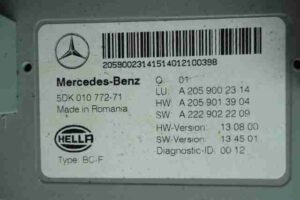 20590023141514012100398
Mercedes-Benz Q: 01
5DK 010 772-71 LU: A 205 900 23 14
Made in Romania HW: A 205 901 39 04
SW: A 222 902 22 09
HELLA HW-Version: 13 08 00
SW-Version: 13 45 01
Type: BC-F Diagnostic-ID: 00 12